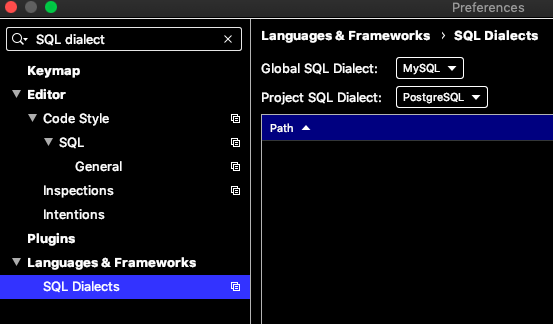 Preferences
SQL dialect
Keymap
Editor
Code Style
SQL
General
Inspections
Intentions
Plugins
Languages & Frameworks
SQL Dialects
Languages & Frameworks › SQL Dialects
Global SQL Dialect: MySQL
Project SQL Dialect: PostgreSQL
Path